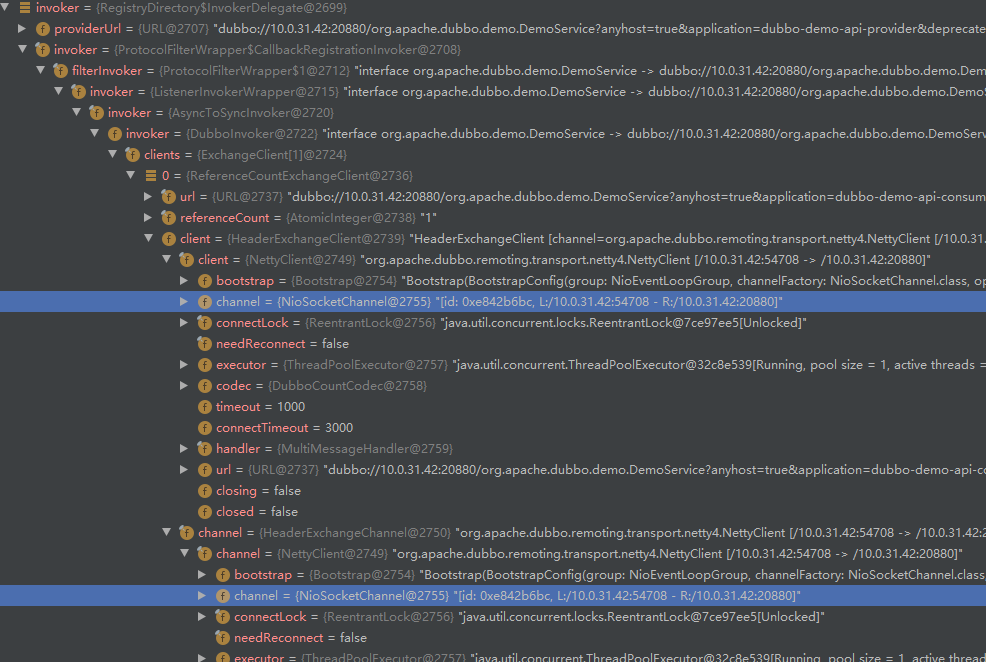 invoker = {RegistryDirectory$InvokerDelegate@2699}
providerUrl = {URL@2707} "dubbo://10.0.31.42:20880/org.apache.dubbo.demo.DemoService?anyhost=true&application=dubbo-demo-api-provider&deprecate
invoker = {ProtocolFilterWrapper$CallbackRegistrationInvoker@2708}
filterInvoker = {ProtocolFilterWrapper$1@2712} "interface org.apache.dubbo.demo.DemoService -> dubbo://10.0.31.42:20880/org.apache.dubbo.demo.Dem
invoker = {ListenerInvokerWrapper@2715} "interface org.apache.dubbo.demo.DemoService -> dubbo://10.0.31.42:20880/org.apache.dubbo.demo.DemoS
invoker = {AsyncToSyncInvoker@2720}
invoker = {DubboInvoker@2722} "interface org.apache.dubbo.demo.DemoService -> dubbo://10.0.31.42:20880/org.apache.dubbo.demo.DemoServ
clients = {ExchangeClient[1]@2724}
0 = {ReferenceCountExchangeClient@2736}
url = {URL@2737} "dubbo://10.0.31.42:20880/org.apache.dubbo.demo.DemoService?anyhost=true&application=dubbo-demo-api-consum
referenceCount = {AtomicInteger@2738} "1"
client = {HeaderExchangeClient@2739} "HeaderExchangeClient [channel=org.apache.dubbo.remoting.transport.netty4.NettyClient [/10.0.31.
client = {NettyClient@2749} "org.apache.dubbo.remoting.transport.netty4.NettyClient [/10.0.31.42:54708 -> /10.0.31.42:20880]"
bootstrap = {Bootstrap@2754} "Bootstrap(BootstrapConfig(group: NioEventLoopGroup, channelFactory: NioSocketChannel.class, op
channel = {NioSocketChannel@2755} "[id: 0xe842b6bc, L:/10.0.31.42:54708 - R:/10.0.31.42:20880]"
connectLock = {ReentrantLock@2756} "java.util.concurrent.locks.ReentrantLock@7ce97ee5[Unlocked]"
needReconnect = false
executor = {ThreadPoolExecutor@2757} "java.util.concurrent.ThreadPoolExecutor@32c8e539[Running, pool size = 1, active threads =
codec = {DubboCountCodec@2758}
timeout = 1000
connectTimeout = 3000
handler = {MultiMessageHandler@2759}
url = {URL@2737} "dubbo://10.0.31.42:20880/org.apache.dubbo.demo.DemoService?anyhost=true&application=dubbo-demo-api-co
closing = false
closed = false
channel = {HeaderExchangeChannel@2750} "org.apache.dubbo.remoting.transport.netty4.NettyClient [/10.0.31.42:54708 -> /10.0.31.42:2
channel = {NettyClient@2749} "org.apache.dubbo.remoting.transport.netty4.NettyClient [/10.0.31.42:54708 -> /10.0.31.42:20880]"
bootstrap = {Bootstrap@2754} "Bootstrap(BootstrapConfig(group: NioEventLoopGroup, channelFactory: NioSocketChannel.class,
channel = {NioSocketChannel@2755} "[id: 0xe842b6bc, L:/10.0.31.42:54708 - R:/10.0.31.42:20880]"
connectLock = {ReentrantLock@2756} "java.util.concurrent.locks.ReentrantLock@7ce97ee5[Unlocked]"
needReconnect = false
executor = {ThreadPoolExecutor@2757} "java.util.concurrent.ThreadPoolExecutor@32c8e539[Running, pool size = 1, active threads